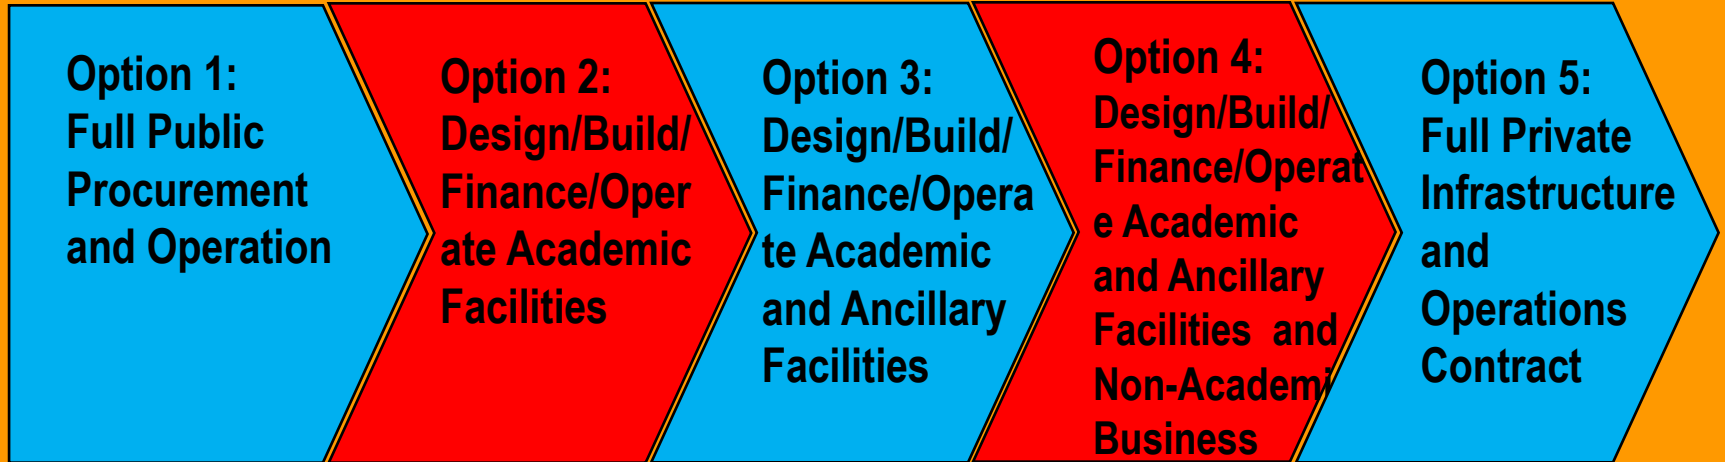 Option 1:
Full Public
Procurement
and Operation
Option 2:
Design/Build/
Finance/Oper
ate Academic
Facilities
Option 3:
Design/Build/
Finance/Opera
te Academic
and Ancillary
Facilities
Option 4:
Design/Build/
Finance/Operat
e Academic
and Ancillary
Facilities and
Non-Academi
Business
Option 5:
Full Private
Infrastructure
and
Operations
Contract